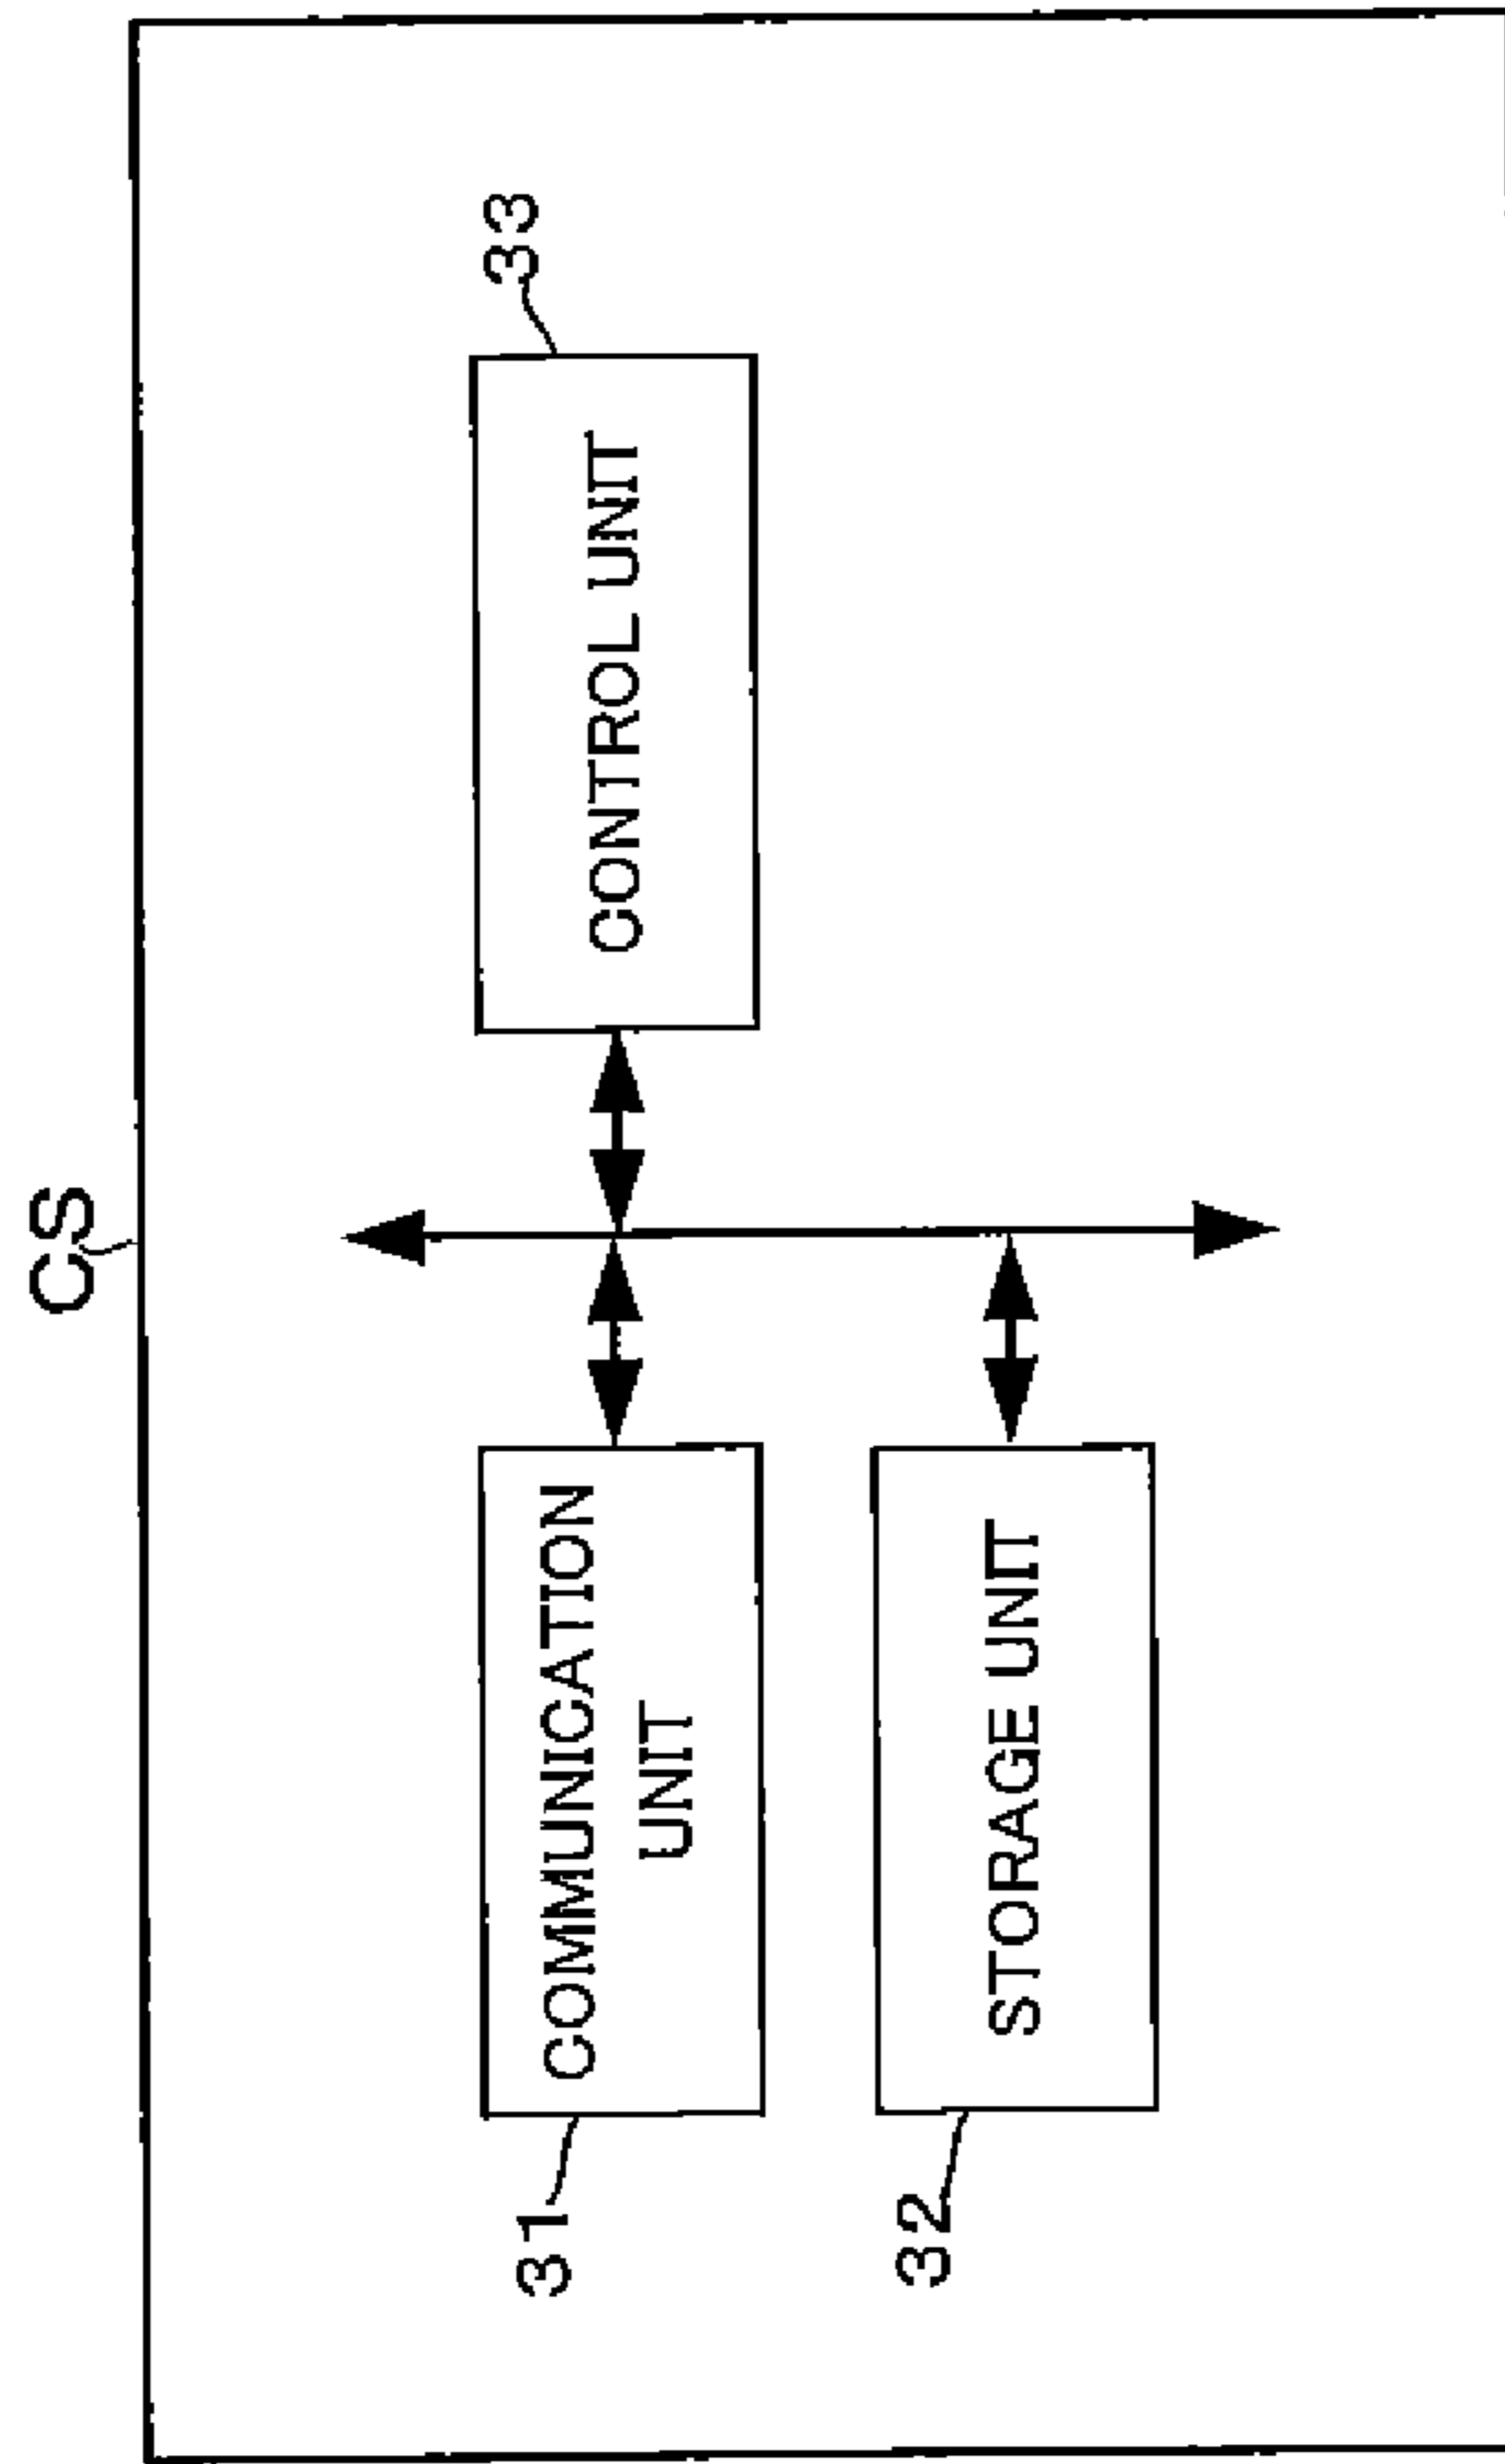 CS
31
COMMUNICATION
UNIT
33
CONTROL UNIT
32
STORAGE UNIT